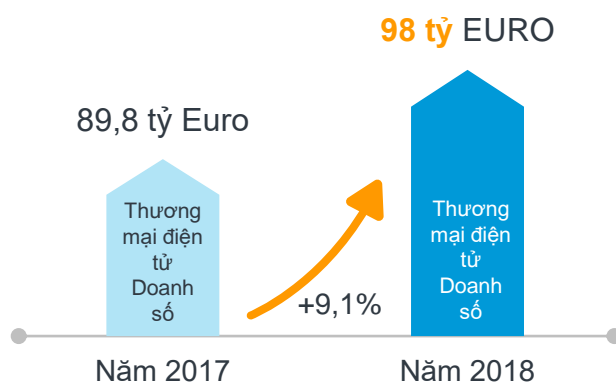 98 tỷ EURO
89,8 tỷ Euro
Thương
mại điện
tử
Doanh
số
Thương
mại điện
tử
Doanh
số
+9,1%
Năm 2017
Năm 2018